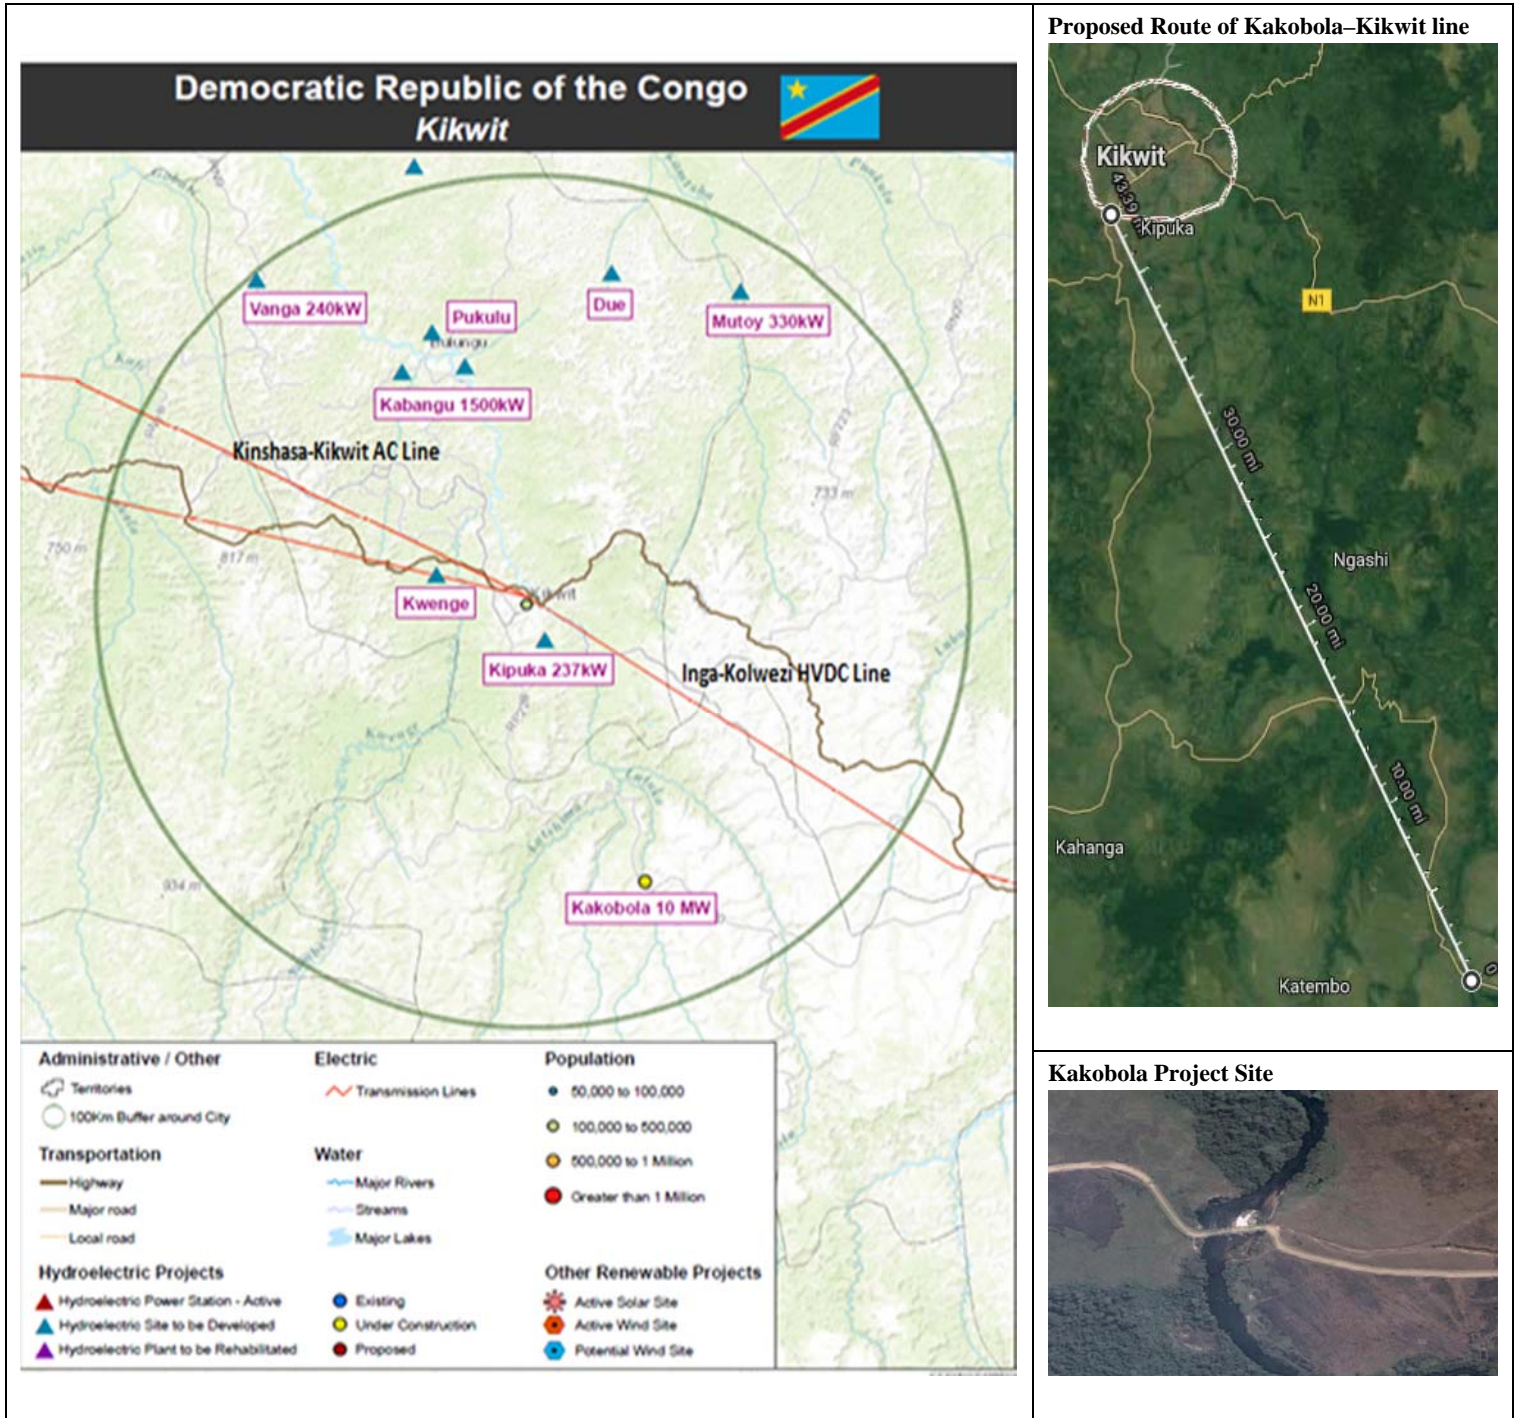 Democratic Republic of the Congo
Kikwit
Vanga 240kW
Pukulu
Due
Mutoy 330kW
Bulungu
Kabangu 1500kW
Kinshasa-Kikwit AC Line
733 m
750 m
817 m
Kwenge
Kikwit
Kipuka 237kW
Inga-Kolwezi HVDC Line
Kwenge
934 m
Kakobola 10 MW
Administrative / Other
Territories
100Km Buffer around City
Transportation
Highway
Major road
Local road
Hydroelectric Projects
Hydroelectric Power Station - Active
Hydroelectric Site to be Developed
Hydroelectric Plant to be Rehabilitated
Electric
Transmission Lines
Water
Major Rivers
Streams
Major Lakes
Existing
Under Construction
Proposed
Population
50,000 to 100,000
100,000 to 500,000
500,000 to 1 Million
Greater than 1 Million
Other Renewable Projects
Active Solar Site
Active Wind Site
Potential Wind Site
Proposed Route of Kakobola–Kikwit line
Kikwit
43.39
Kipuka
N1
30.00 mi
Ngashi
20.00 mi
10.00 mi
Kahanga
Katembo
0
Kakobola Project Site